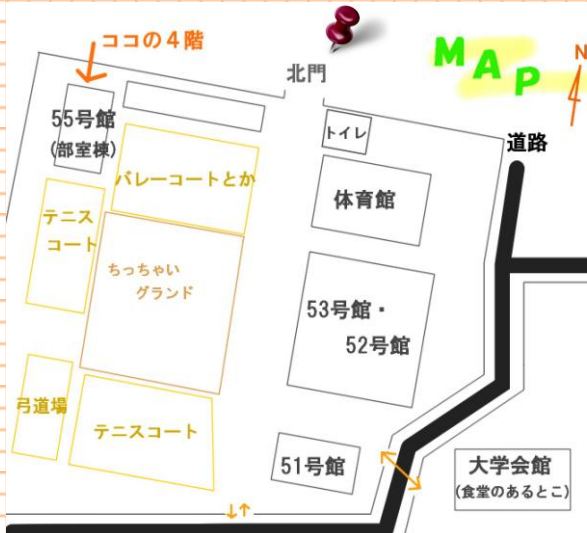 ココの4階
北門
MAP
N
55号館
(部室棟)
トイレ
道路
バレーコートとか
体育館
テニス
コート
ちっちゃい
グランド
53号館・
52号館
弓道場
テニスコート
51号館
大学会館
(食堂のあるとこ)